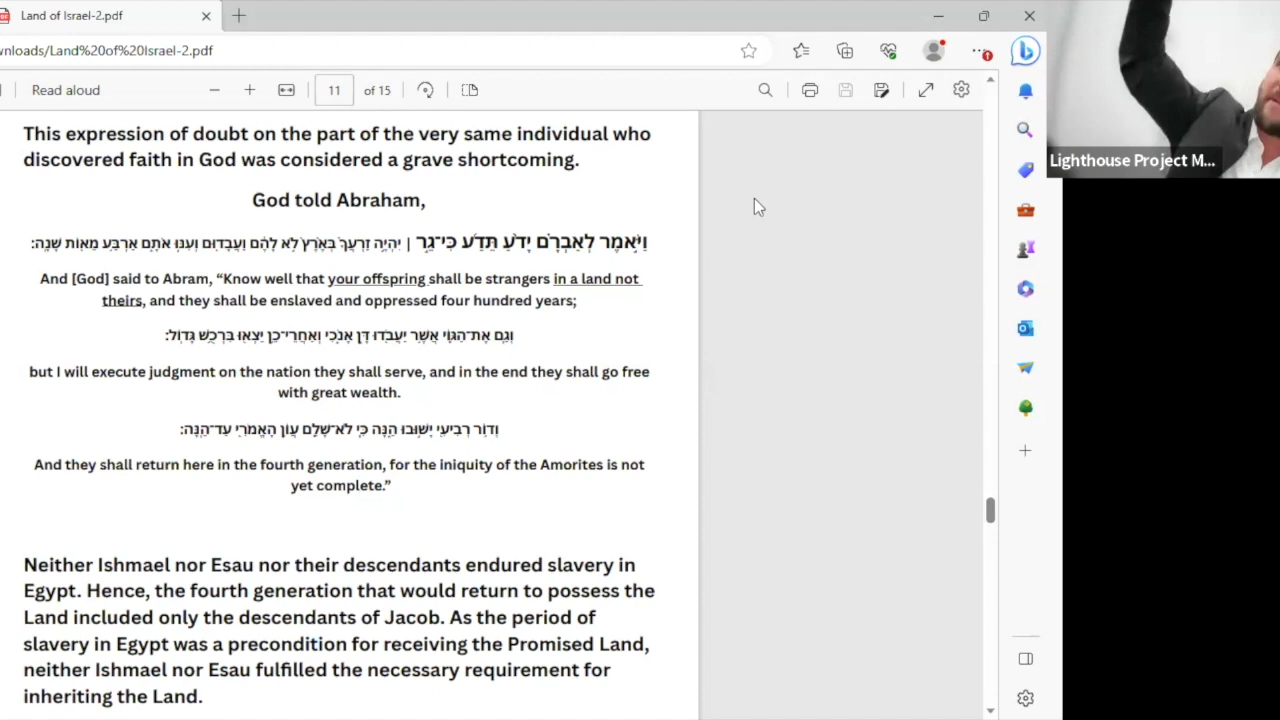 Land of Israel-2.pdf
wnloads/Land%20of%20Israel-2.pdf
Read aloud
11 of 15
Lighthouse Project M...
This expression of doubt on the part of the very same individual who
discovered faith in God was considered a grave shortcoming.
God told Abraham,
וַיֹּ֣אמֶר לְאַבְרָ֗ם יָדֹ֨עַ תֵּדַ֜ע כִּי־גֵ֣ר | יִהְיֶ֣ה זַרְעֲךָ֗ בְּאֶ֙רֶץ֙ לֹ֣א לָהֶ֔ם וַעֲבָד֖וּם וְעִנּ֣וּ אֹתָ֑ם אַרְבַּ֥ע מֵא֖וֹת שָׁנָֽה׃
And [God] said to Abram, “Know well that your offspring shall be strangers in a land not
theirs, and they shall be enslaved and oppressed four hundred years;
וְגַ֧ם אֶת־הַגּ֛וֹי אֲשֶׁ֥ר יַעֲבֹ֖דוּ דָּ֣ן אָנֹ֑כִי וְאַחֲרֵי־כֵ֥ן יֵצְא֖וּ בִּרְכֻ֥שׁ גָּדֽוֹל׃
but I will execute judgment on the nation they shall serve, and in the end they shall go free
with great wealth.
וְד֥וֹר רְבִיעִ֖י יָשׁ֣וּבוּ הֵ֑נָּה כִּ֧י לֹא־שָׁלֵ֛ם עֲוֺ֥ן הָאֱמֹרִ֖י עַד־הֵֽנָּה׃
And they shall return here in the fourth generation, for the iniquity of the Amorites is not
yet complete.”
Neither Ishmael nor Esau nor their descendants endured slavery in
Egypt. Hence, the fourth generation that would return to possess the
Land included only the descendants of Jacob. As the period of
slavery in Egypt was a precondition for receiving the Promised Land,
neither Ishmael nor Esau fulfilled the necessary requirement for
inheriting the Land.